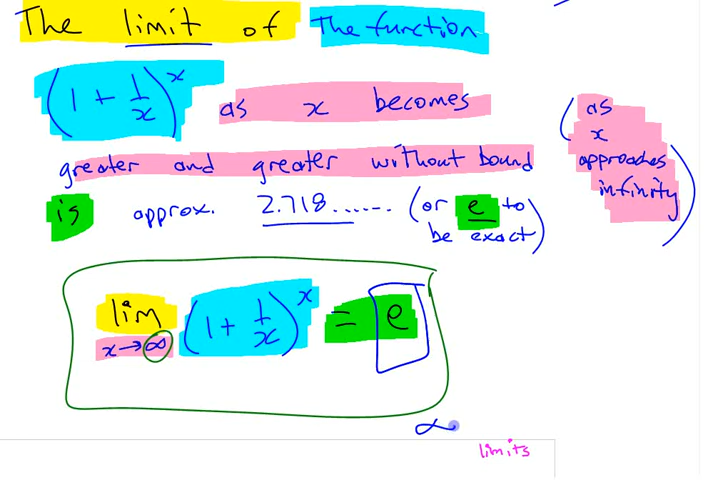 The limit of the function
(1 + 1/x)^x as x becomes
greater and greater without bound
is approx. 2.718...... (or e to be exact)
(as
x
approaches
infinity)
lim x→∞ (1 + 1/x)^x = e
∞
limits